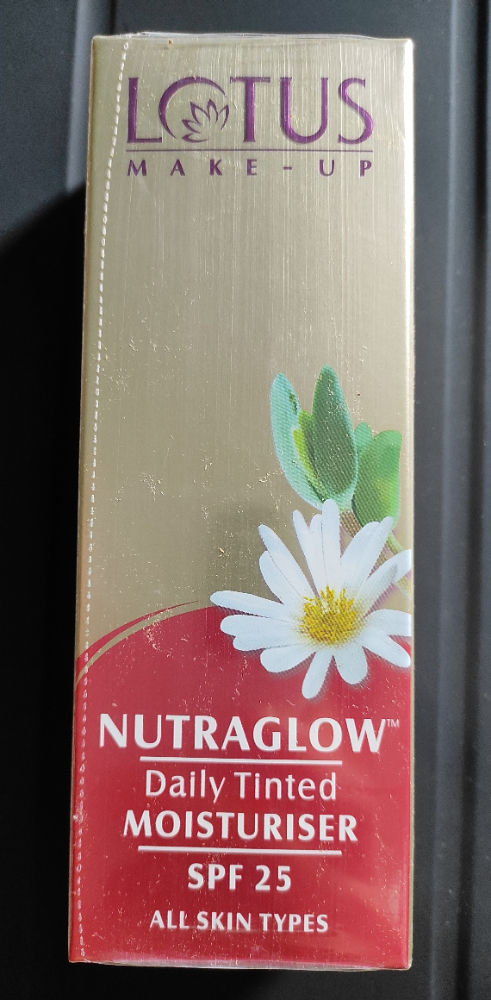 LOTUS
MAKE-UP
NUTRAGLOW™
Daily Tinted
MOISTURISER
SPF 25
ALL SKIN TYPES